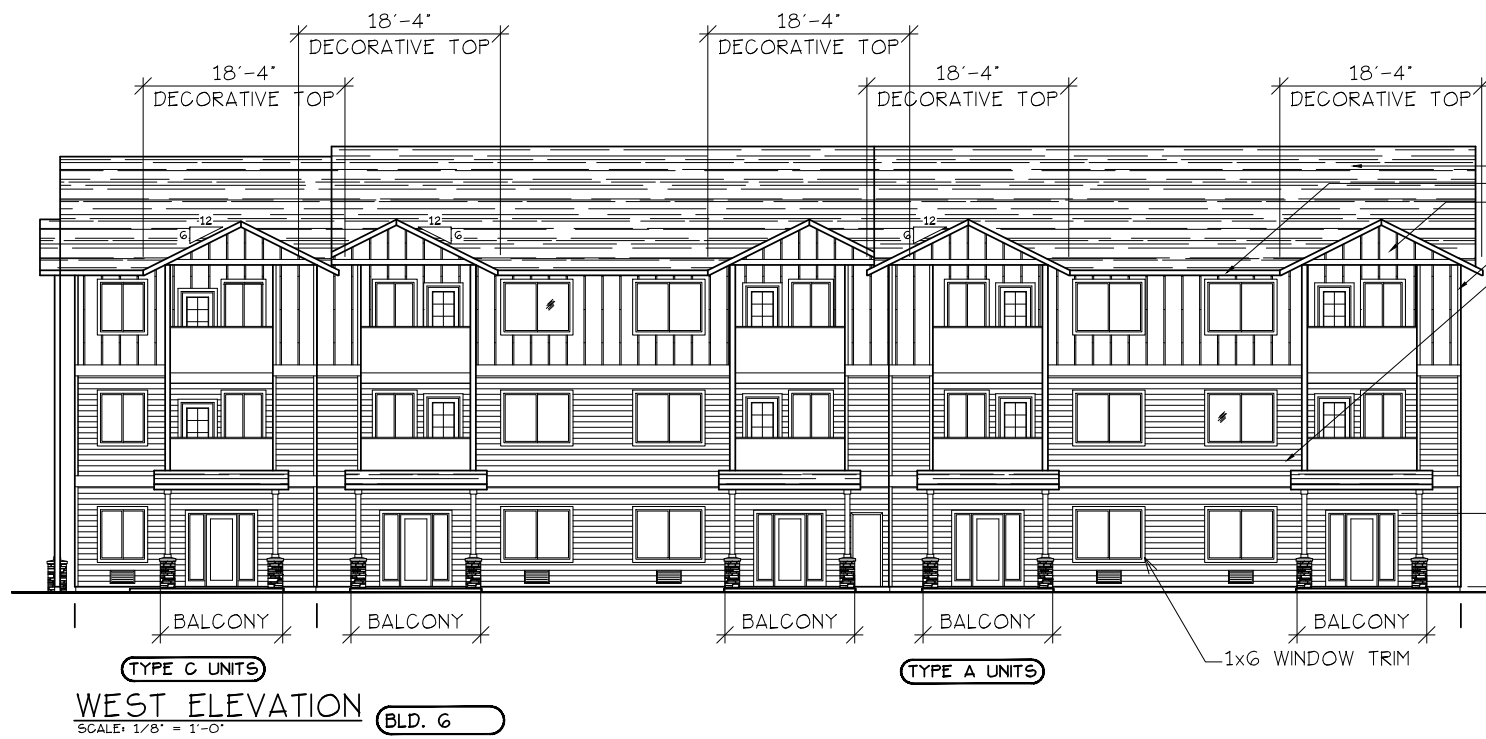 18'-4"
DECORATIVE TOP
18'-4"
DECORATIVE TOP
18'-4"
DECORATIVE TOP
18'-4"
DECORATIVE TOP
18'-4"
DECORATIVE TOP
12
6
12
6
12
6
BALCONY
BALCONY
BALCONY
BALCONY
BALCONY
1x6 WINDOW TRIM
TYPE C UNITS
TYPE A UNITS
WEST ELEVATION
BLD. 6
SCALE: 1/8" = 1'-0"